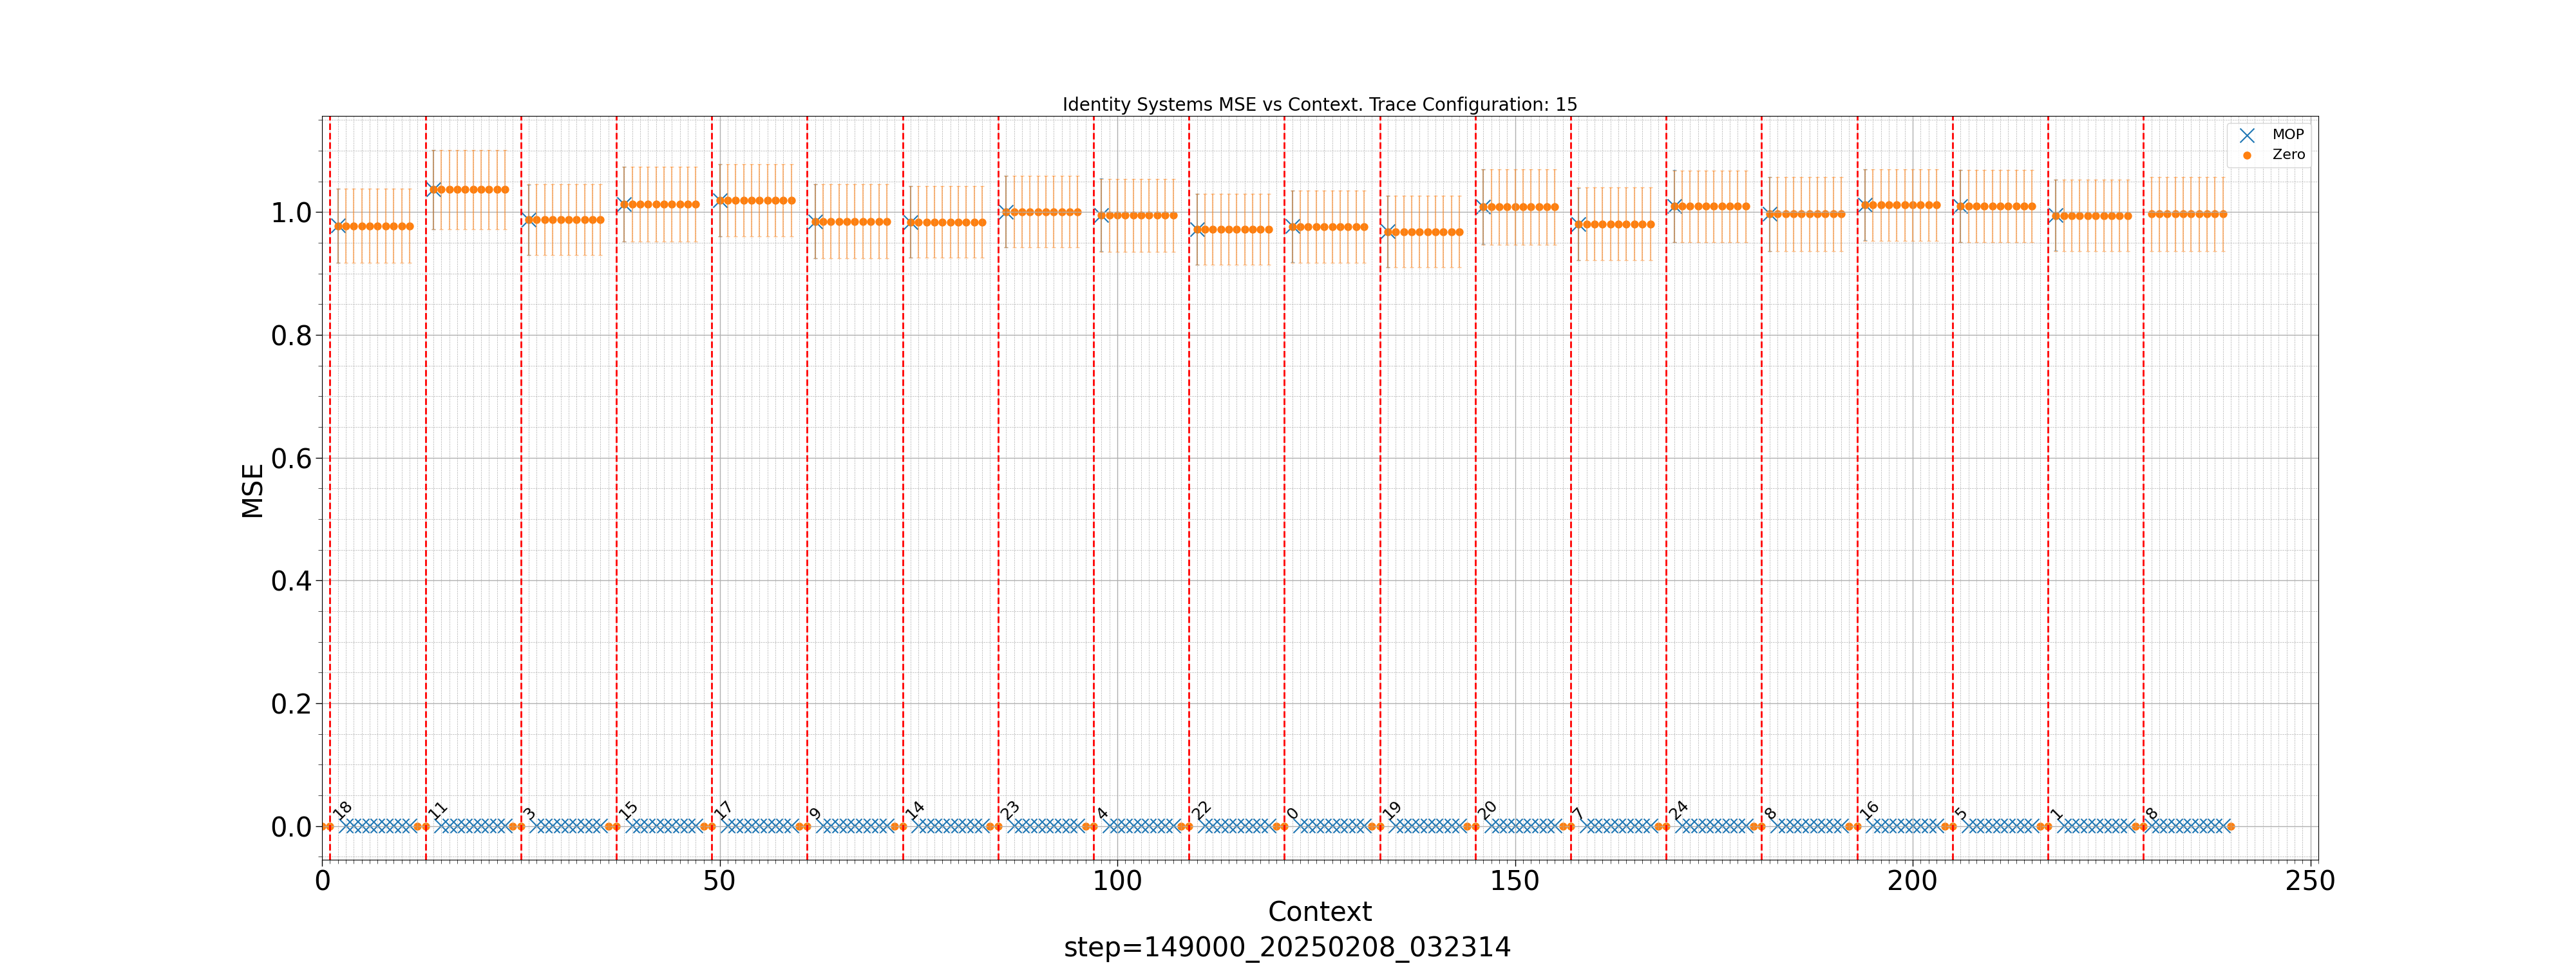 Identity Systems MSE vs Context. Trace Configuration: 15
MOP
Zero
1.0
0.8
0.6
0.4
0.2
0.0
MSE
18 11 3 15 17 9 14 23 4 22 0 19 20 7 24 8 16 5 1 8
0 50 100 150 200 250
Context
step=149000_20250208_032314